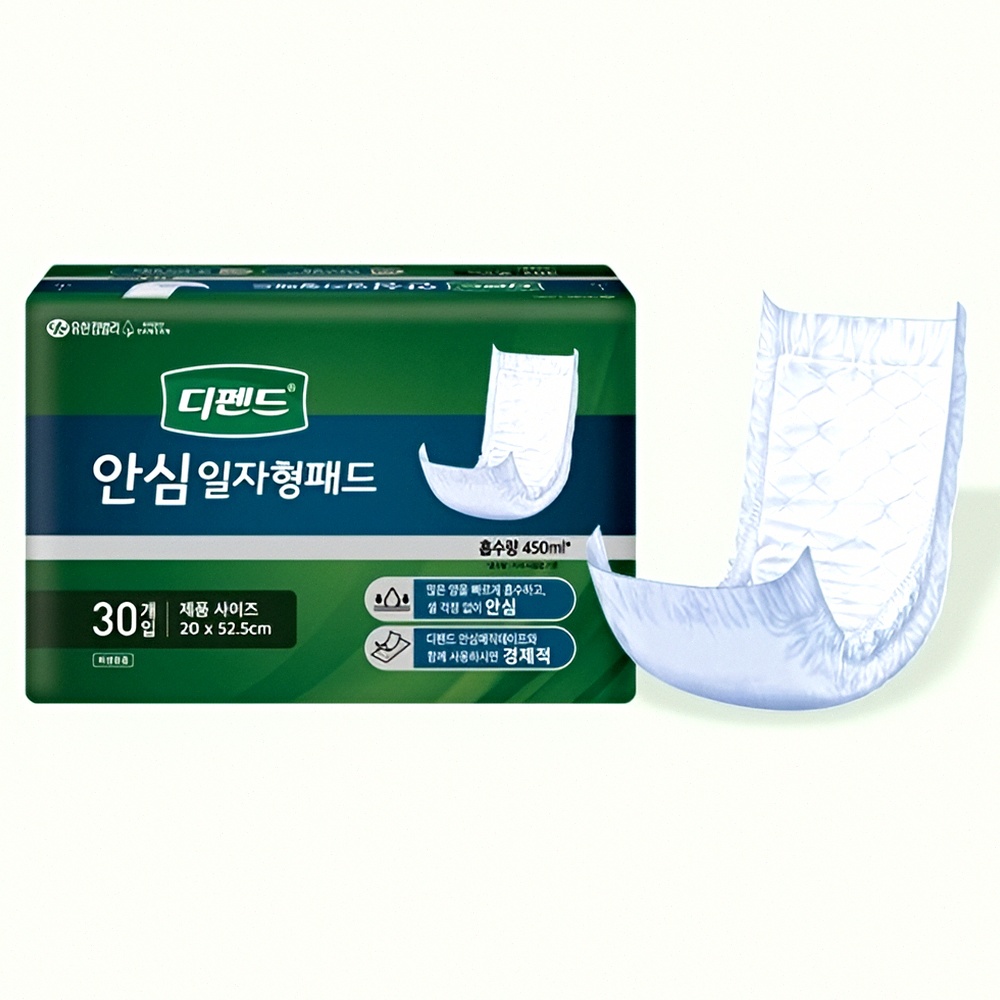 유한킴벌리
디펜드®
안심 일자형패드
흡수량 450ml*
30개입
제품 사이즈
20 x 52.5cm
많은 양을 빠르게 흡수하고,
샐 걱정 없이 안심
디펜드 안심매직테이프와
함께 사용하시면 경제적